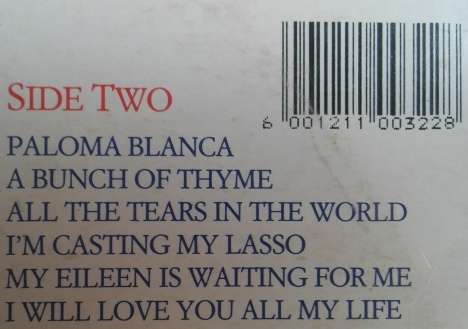 SIDE TWO
6 001211 003228
PALOMA BLANCA
A BUNCH OF THYME
ALL THE TEARS IN THE WORLD
I'M CASTING MY LASSO
MY EILEEN IS WAITING FOR ME
I WILL LOVE YOU ALL MY LIFE